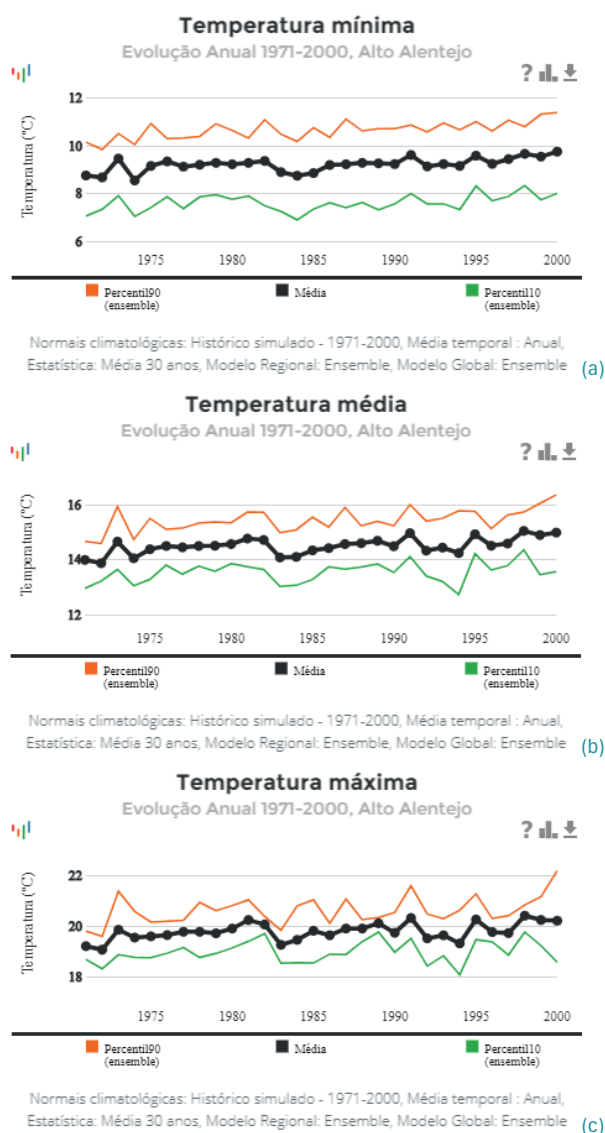 Temperatura mínima
Evolução Anual 1971-2000, Alto Alentejo
?
Temperatura (°C)
12
10
8
6
1975 1980 1985 1990 1995 2000
Percentil90 (ensemble) Média Percentil10 (ensemble)
Normais climatológicas: Histórico simulado - 1971-2000, Média temporal : Anual,
Estatística: Média 30 anos, Modelo Regional: Ensemble, Modelo Global: Ensemble (a)
Temperatura média
Evolução Anual 1971-2000, Alto Alentejo
?
Temperatura (°C)
16
14
12
1975 1980 1985 1990 1995 2000
Percentil90 (ensemble) Média Percentil10 (ensemble)
Normais climatológicas: Histórico simulado - 1971-2000, Média temporal : Anual,
Estatística: Média 30 anos, Modelo Regional: Ensemble, Modelo Global: Ensemble (b)
Temperatura máxima
Evolução Anual 1971-2000, Alto Alentejo
?
Temperatura (°C)
22
20
18
1975 1980 1985 1990 1995 2000
Percentil90 (ensemble) Média Percentil10 (ensemble)
Normais climatológicas: Histórico simulado - 1971-2000, Média temporal : Anual,
Estatística: Média 30 anos, Modelo Regional: Ensemble, Modelo Global: Ensemble (c)